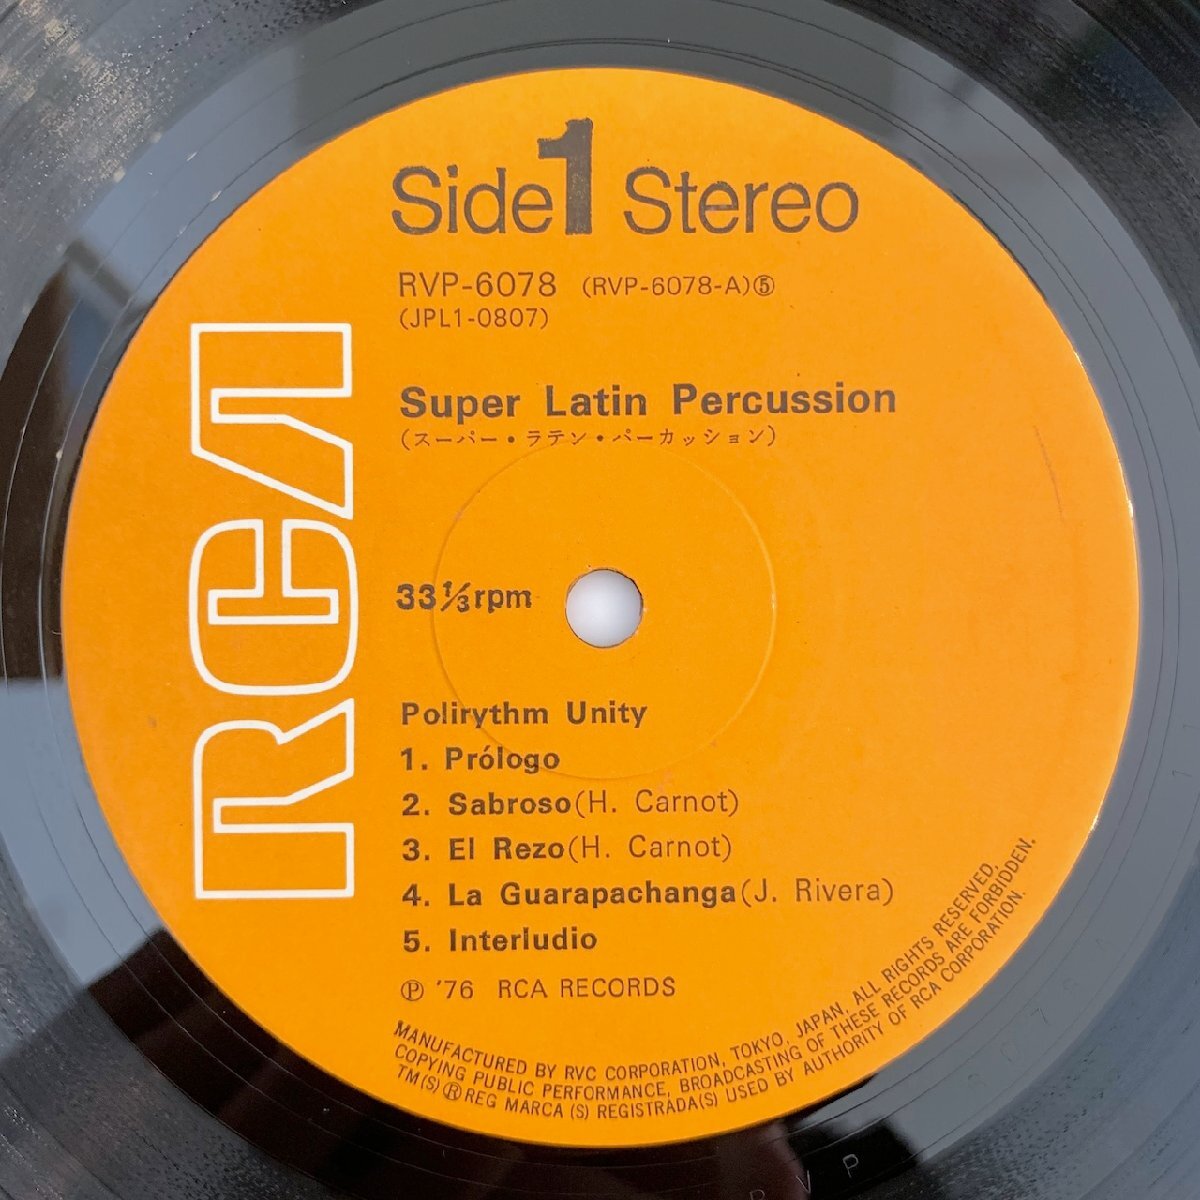 RCA
Side 1 Stereo
RVP-6078 (RVP-6078-A)⑤
(JPL1-0807)
Super Latin Percussion
(スーパー・ラテン・パーカッション)
33⅓rpm
Polirythm Unity
1. Prólogo
2. Sabroso(H. Carnot)
3. El Rezo(H. Carnot)
4. La Guarapachanga(J. Rivera)
5. Interludio
℗ '76 RCA RECORDS
MANUFACTURED BY RVC CORPORATION, TOKYO, JAPAN, ALL RIGHTS RESERVED,
COPYING PUBLIC PERFORMANCE, BROADCASTING OF THESE RECORDS ARE FORBIDDEN.
TM(S) ® REG MARCA (S) REGISTRADA(S) USED BY AUTHORITY OF RCA CORPORATION.
RVP